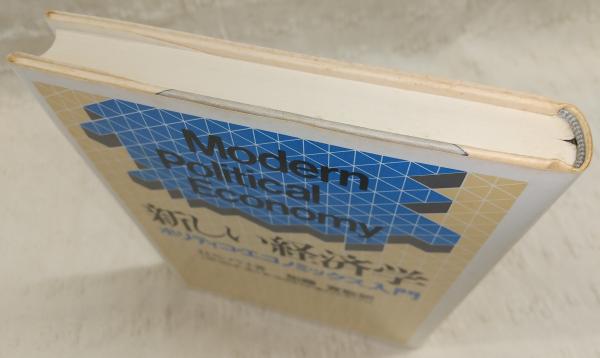 Modern
Political
Economy
新しい経済学
ポリティコ・エコノミックス入門